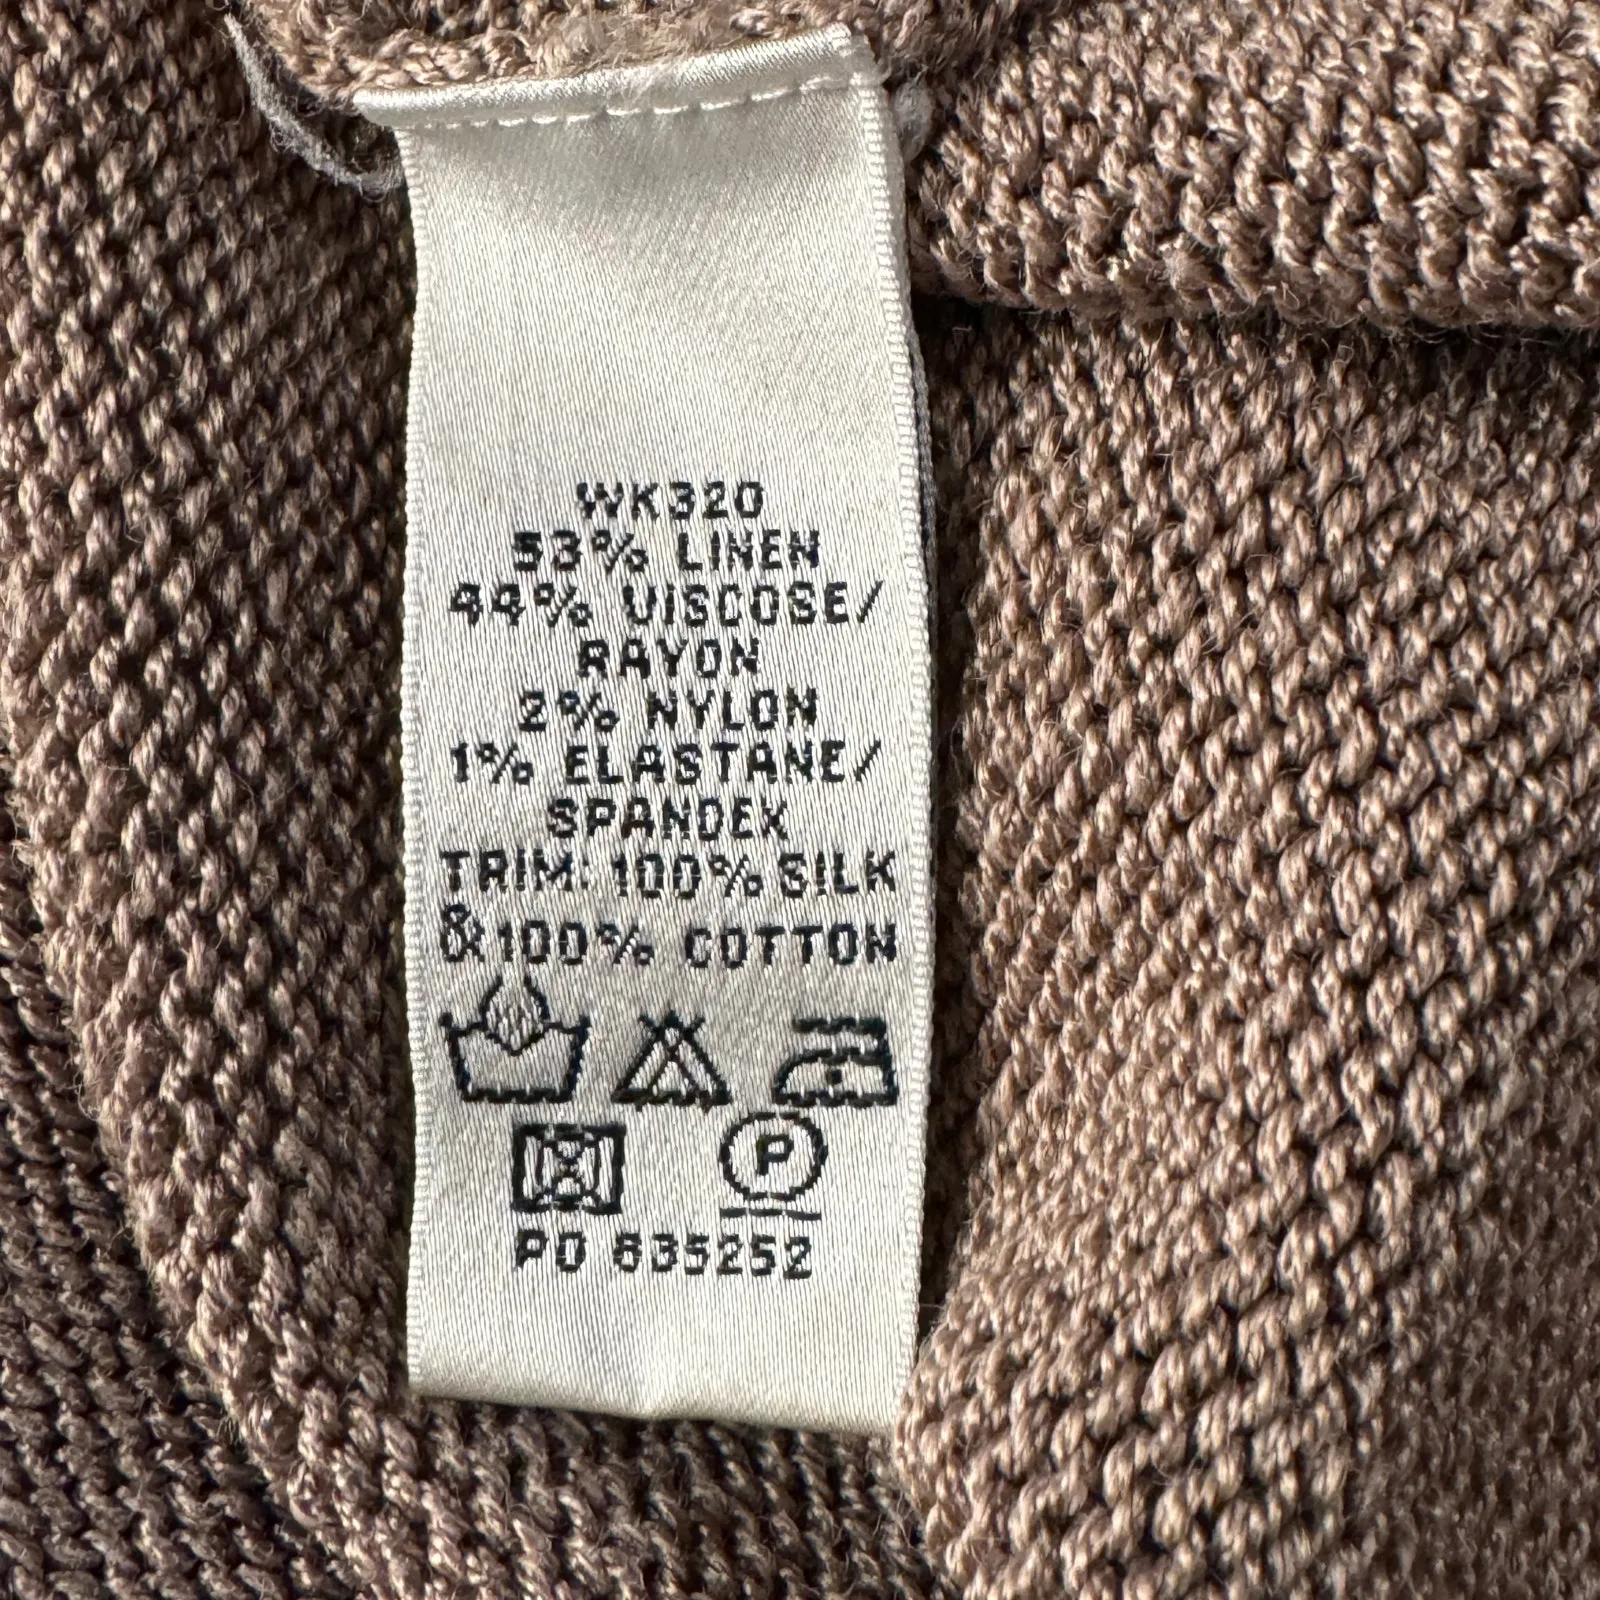 WK320
53% LINEN
44% VISCOSE/
RAYON
2% NYLON
1% ELASTANE/
SPANDEX
TRIM: 100% SILK
& 100% COTTON
P
PO 635252